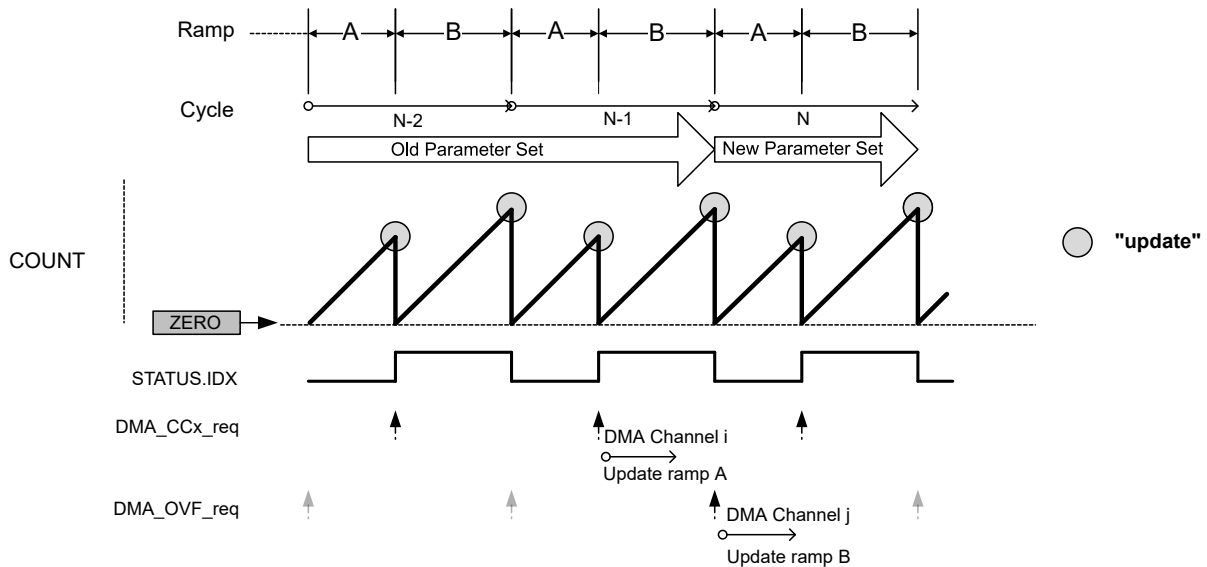 Ramp A B A B A B
Cycle
N-2 N-1 N
Old Parameter Set New Parameter Set
"update"
COUNT
ZERO
STATUS.IDX
DMA_CCx_req
DMA Channel i
Update ramp A
DMA_OVF_req
DMA Channel j
Update ramp B